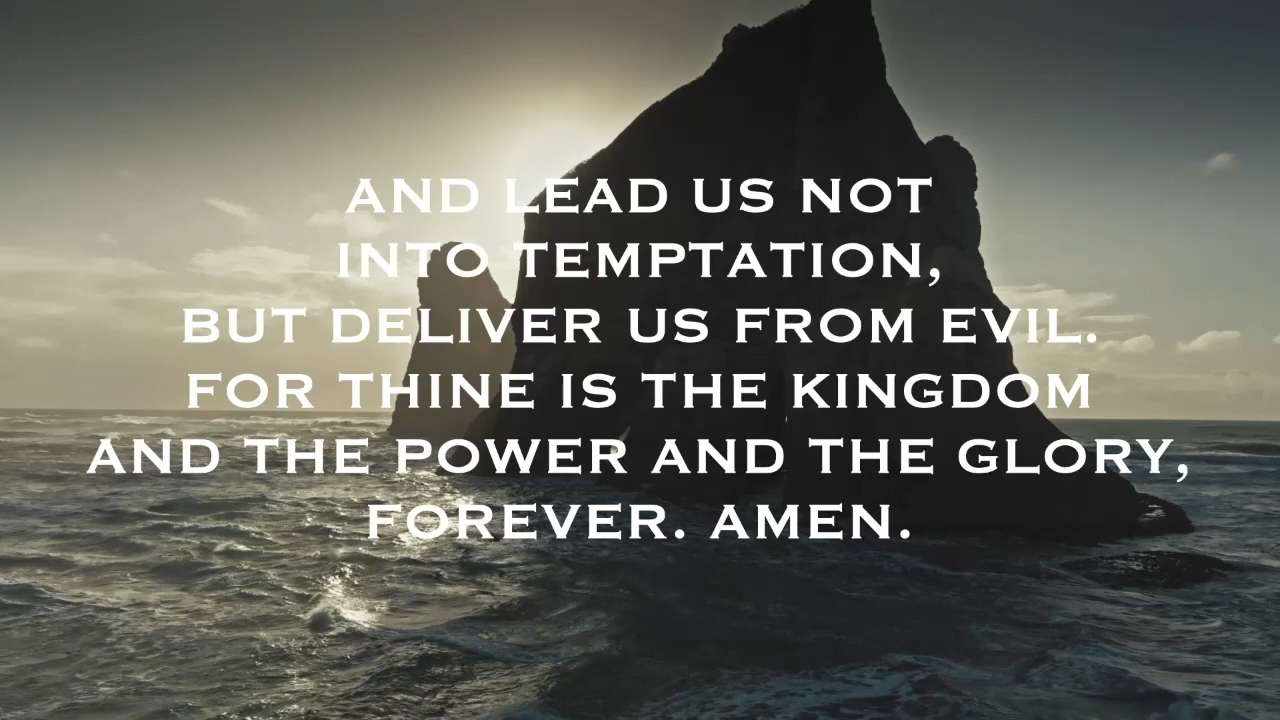 AND LEAD US NOT
INTO TEMPTATION,
BUT DELIVER US FROM EVIL.
FOR THINE IS THE KINGDOM
AND THE POWER AND THE GLORY,
FOREVER. AMEN.